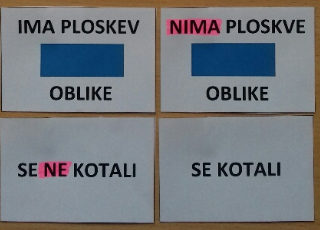 IMA PLOSKEV
OBLIKE
NIMA PLOSKVE
OBLIKE
SE NE KOTALI
SE KOTALI